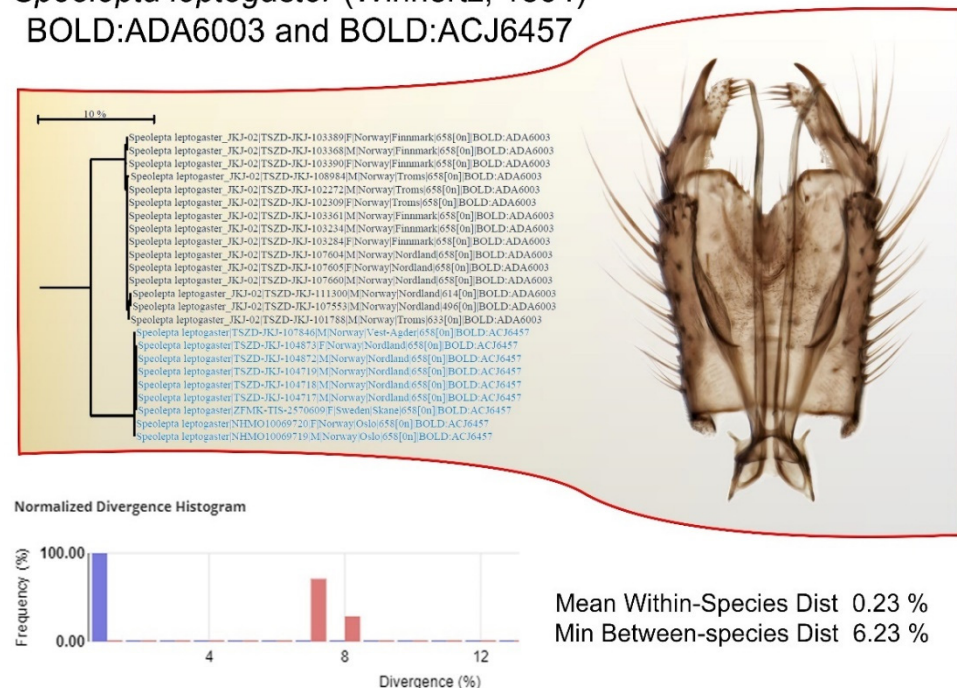 BOLD:ADA6003 and BOLD:ACJ6457
10 %
Speolepta leptogaster_JKJ-02|TSZD-JKJ-103389|F|Norway|Finnmark|658[0n]|BOLD:ADA6003
Speolepta leptogaster_JKJ-02|TSZD-JKJ-103368|M|Norway|Finnmark|658[0n]|BOLD:ADA6003
Speolepta leptogaster_JKJ-02|TSZD-JKJ-103390|F|Norway|Finnmark|658[0n]|BOLD:ADA6003
Speolepta leptogaster_JKJ-02|TSZD-JKJ-108984|M|Norway|Troms|658[0n]|BOLD:ADA6003
Speolepta leptogaster_JKJ-02|TSZD-JKJ-102272|M|Norway|Troms|658[0n]|BOLD:ADA6003
Speolepta leptogaster_JKJ-02|TSZD-JKJ-102309|F|Norway|Troms|658[0n]|BOLD:ADA6003
Speolepta leptogaster_JKJ-02|TSZD-JKJ-103361|M|Norway|Finnmark|658[0n]|BOLD:ADA6003
Speolepta leptogaster_JKJ-02|TSZD-JKJ-103234|M|Norway|Finnmark|658[0n]|BOLD:ADA6003
Speolepta leptogaster_JKJ-02|TSZD-JKJ-103284|F|Norway|Finnmark|658[0n]|BOLD:ADA6003
Speolepta leptogaster_JKJ-02|TSZD-JKJ-107604|M|Norway|Nordland|658[0n]|BOLD:ADA6003
Speolepta leptogaster_JKJ-02|TSZD-JKJ-107605|F|Norway|Nordland|658[0n]|BOLD:ADA6003
Speolepta leptogaster_JKJ-02|TSZD-JKJ-107660|M|Norway|Nordland|658[0n]|BOLD:ADA6003
Speolepta leptogaster_JKJ-02|TSZD-JKJ-111300|M|Norway|Nordland|614[0n]|BOLD:ADA6003
Speolepta leptogaster_JKJ-02|TSZD-JKJ-107553|M|Norway|Nordland|496[0n]|BOLD:ADA6003
Speolepta leptogaster_JKJ-02|TSZD-JKJ-101788|M|Norway|Troms|633[0n]|BOLD:ADA6003
Speolepta leptogaster|TSZD-JKJ-107846|M|Norway|Vest-Agder|658[0n]|BOLD:ACJ6457
Speolepta leptogaster|TSZD-JKJ-104873|F|Norway|Nordland|658[0n]|BOLD:ACJ6457
Speolepta leptogaster|TSZD-JKJ-104872|M|Norway|Nordland|658[0n]|BOLD:ACJ6457
Speolepta leptogaster|TSZD-JKJ-104719|M|Norway|Nordland|658[0n]|BOLD:ACJ6457
Speolepta leptogaster|TSZD-JKJ-104718|M|Norway|Nordland|658[0n]|BOLD:ACJ6457
Speolepta leptogaster|TSZD-JKJ-104717|M|Norway|Nordland|658[0n]|BOLD:ACJ6457
Speolepta leptogaster|ZFMK-TIS-2570609|F|Sweden|Skane|658[0n]|BOLD:ACJ6457
Speolepta leptogaster|NHMO10069720|F|Norway|Oslo|658[0n]|BOLD:ACJ6457
Speolepta leptogaster|NHMO10069719|M|Norway|Oslo|658[0n]|BOLD:ACJ6457
Normalized Divergence Histogram
Frequency (%)
100.00
0.00
4
8
12
Divergence (%)
Mean Within-Species Dist 0.23 %
Min Between-species Dist 6.23 %